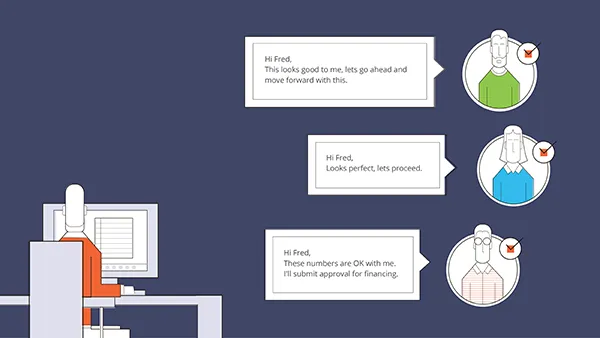 Hi Fred,
This looks good to me, lets go ahead and
move forward with this.
Hi Fred,
Looks perfect, lets proceed.
Hi Fred,
These numbers are OK with me.
I'll submit approval for financing.